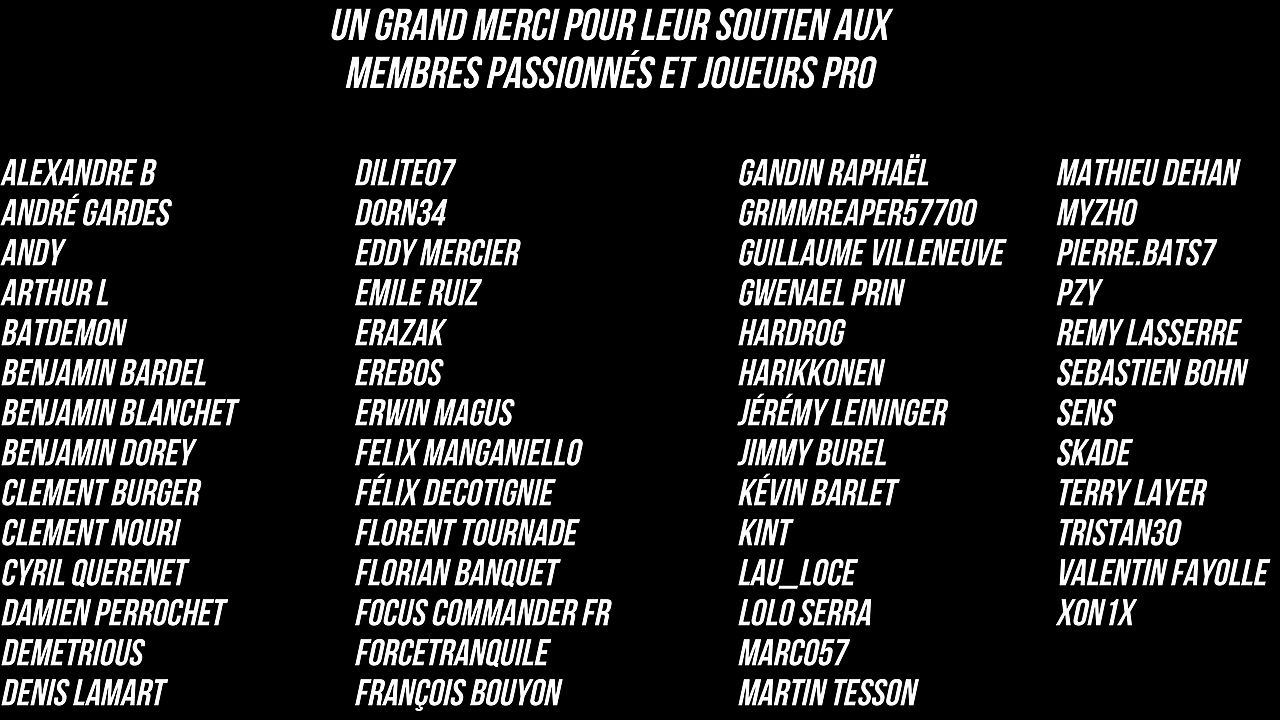 UN GRAND MERCI POUR LEUR SOUTIEN AUX
MEMBRES PASSIONNÉS ET JOUEURS PRO
ALEXANDRE B
ANDRÉ GARDES
ANDY
ARTHUR L
BATDEMON
BENJAMIN BARDEL
BENJAMIN BLANCHET
BENJAMIN DOREY
CLEMENT BURGER
CLEMENT NOURI
CYRIL QUERENET
DAMIEN PERROCHET
DEMETRIOUS
DENIS LAMART
DILITE07
DORN34
EDDY MERCIER
EMILE RUIZ
ERAZAK
EREBOS
ERWIN MAGUS
FELIX MANGANIELLO
FÉLIX DECOTIGNIE
FLORENT TOURNADE
FLORIAN BANQUET
FOCUS COMMANDER FR
FORCETRANQUILE
FRANÇOIS BOUYON
GANDIN RAPHAËL
GRIMMREAPER57700
GUILLAUME VILLENEUVE
GWENAEL PRIN
HARDROG
HARIKKONEN
JÉRÉMY LEININGER
JIMMY BUREL
KÉVIN BARLET
KINT
LAU_LOCE
LOLO SERRA
MARCO57
MARTIN TESSON
MATHIEU DEHAN
MYZHO
PIERRE.BATS7
PZY
REMY LASSERRE
SEBASTIEN BOHN
SENS
SKADE
TERRY LAYER
TRISTAN30
VALENTIN FAYOLLE
XON1X